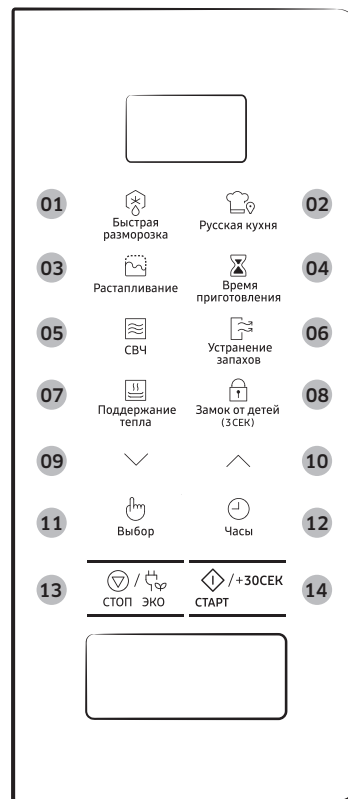 01
Быстрая
разморозка
02
Русская кухня
03
Растапливание
04
Время
приготовления
05
СВЧ
06
Устранение
запахов
07
Поддержание
тепла
08
Замок от детей
(3СЕК)
09
10
11
Выбор
12
Часы
13
/
СТОП ЭКО
14
/+30СЕК
СТАРТ